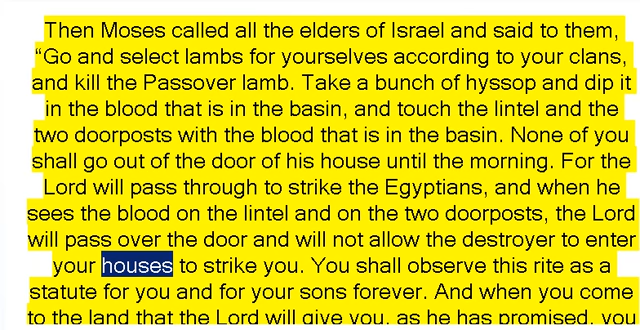 Then Moses called all the elders of Israel and said to them,
“Go and select lambs for yourselves according to your clans,
and kill the Passover lamb. Take a bunch of hyssop and dip it
in the blood that is in the basin, and touch the lintel and the
two doorposts with the blood that is in the basin. None of you
shall go out of the door of his house until the morning. For the
Lord will pass through to strike the Egyptians, and when he
sees the blood on the lintel and on the two doorposts, the Lord
will pass over the door and will not allow the destroyer to enter
your houses to strike you. You shall observe this rite as a
statute for you and for your sons forever. And when you come
to the land that the Lord will give you, as he has promised, you